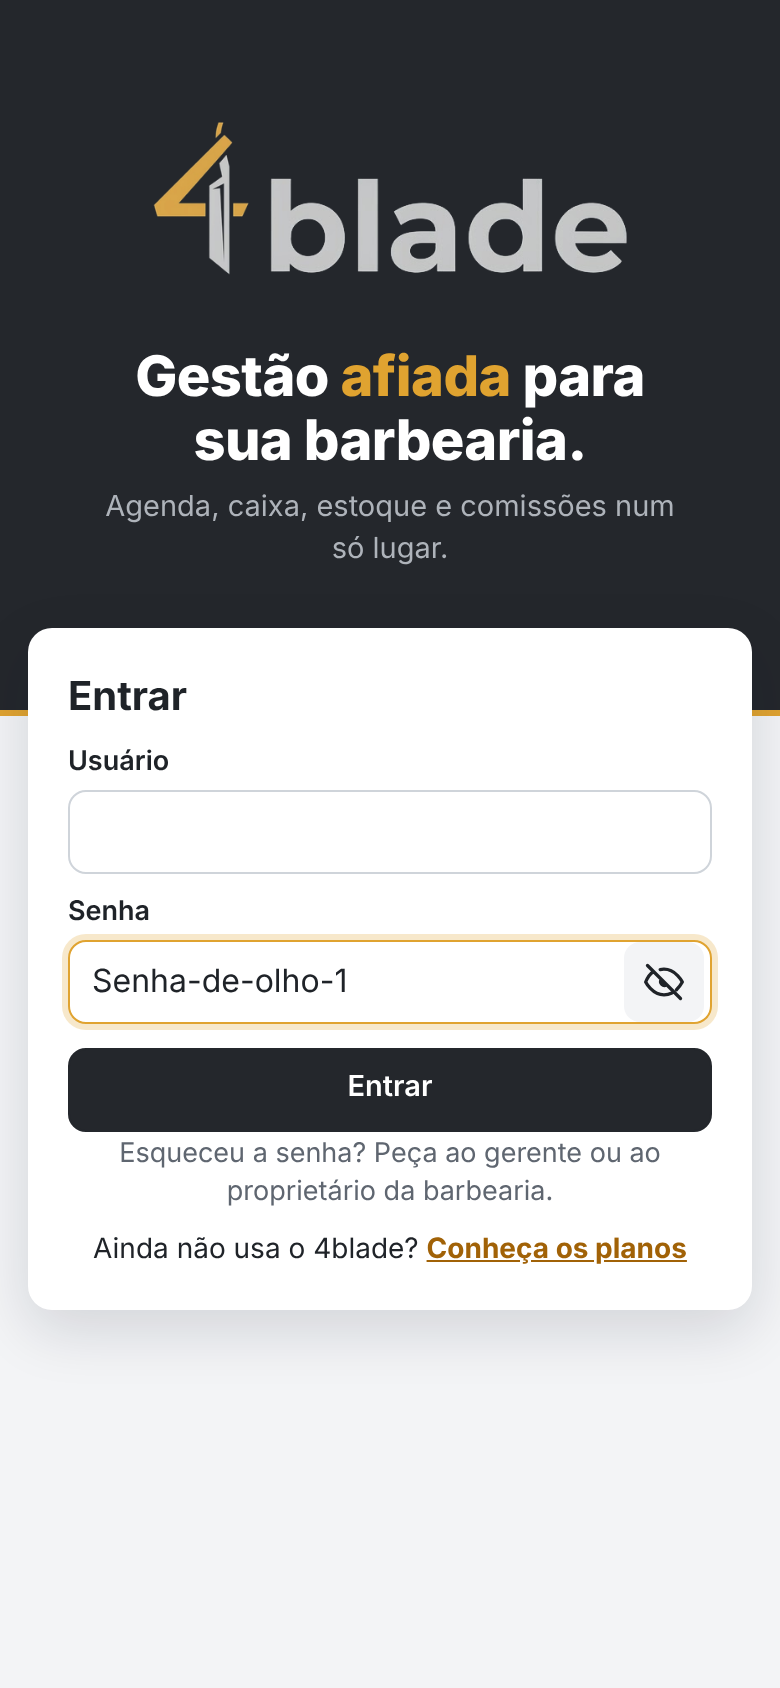 4blade
Gestão afiada para
sua barbearia.
Agenda, caixa, estoque e comissões num
só lugar.
Entrar
Usuário
Senha
Senha-de-olho-1
Entrar
Esqueceu a senha? Peça ao gerente ou ao
proprietário da barbearia.
Ainda não usa o 4blade? Conheça os planos